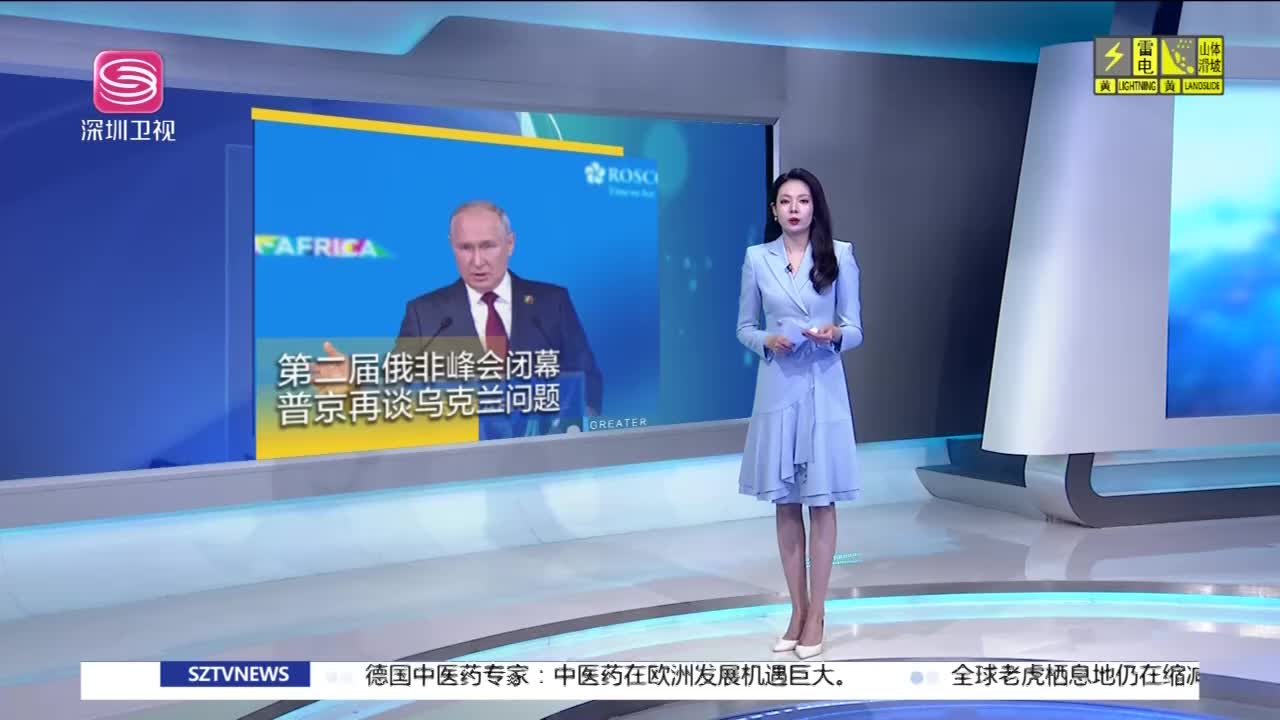 深圳卫视
雷电
黄
LIGHTNING
山体滑坡
黄
LANDSLIDE
ROSC
AFRICA
第二届俄非峰会闭幕
普京再谈乌克兰问题
GREATER
SZTVNEWS
德国中医药专家：中医药在欧洲发展机遇巨大。
全球老虎栖息地仍在缩减